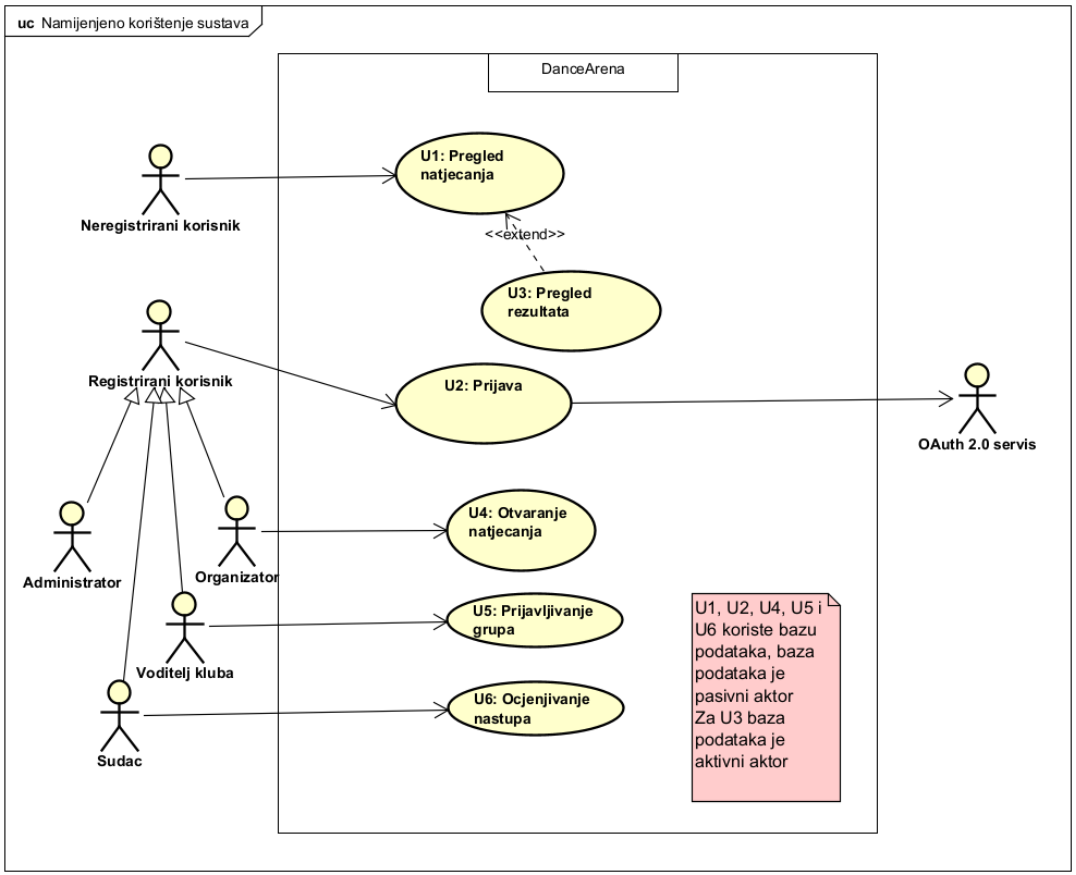 uc Namijenjeno korištenje sustava
DanceArena
U1: Pregled
natjecanja
Neregistrirani korisnik
<<extend>>
U3: Pregled
rezultata
Registrirani korisnik
U2: Prijava
OAuth 2.0 servis
U4: Otvaranje
natjecanja
Administrator
Organizator
U5: Prijavljivanje
grupa
Voditelj kluba
U6: Ocjenjivanje
nastupa
Sudac
U1, U2, U4, U5 i
U6 koriste bazu
podataka, baza
podataka je
pasivni aktor
Za U3 baza
podataka je
aktivni aktor